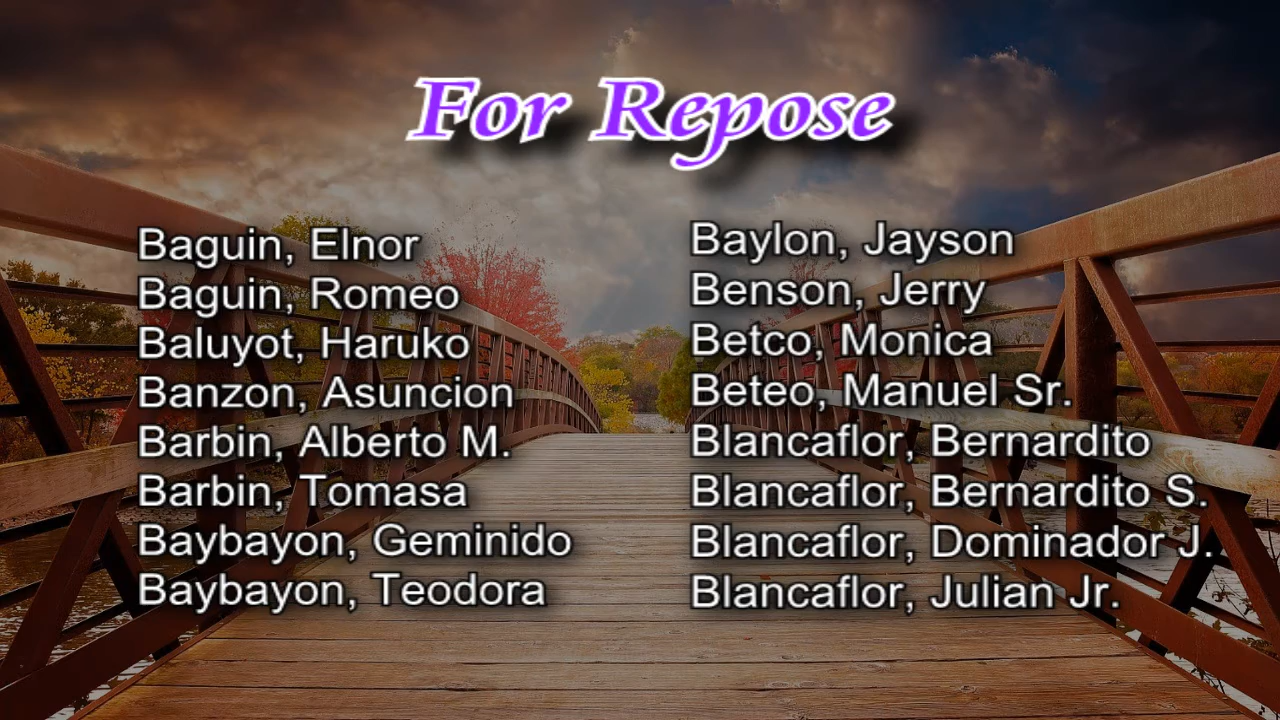 For Repose
Baguin, Elnor
Baguin, Romeo
Baluyot, Haruko
Banzon, Asuncion
Barbin, Alberto M.
Barbin, Tomasa
Baybayon, Geminido
Baybayon, Teodora
Baylon, Jayson
Benson, Jerry
Betco, Monica
Beteo, Manuel Sr.
Blancaflor, Bernardito
Blancaflor, Bernardito S.
Blancaflor, Dominador J.
Blancaflor, Julian Jr.